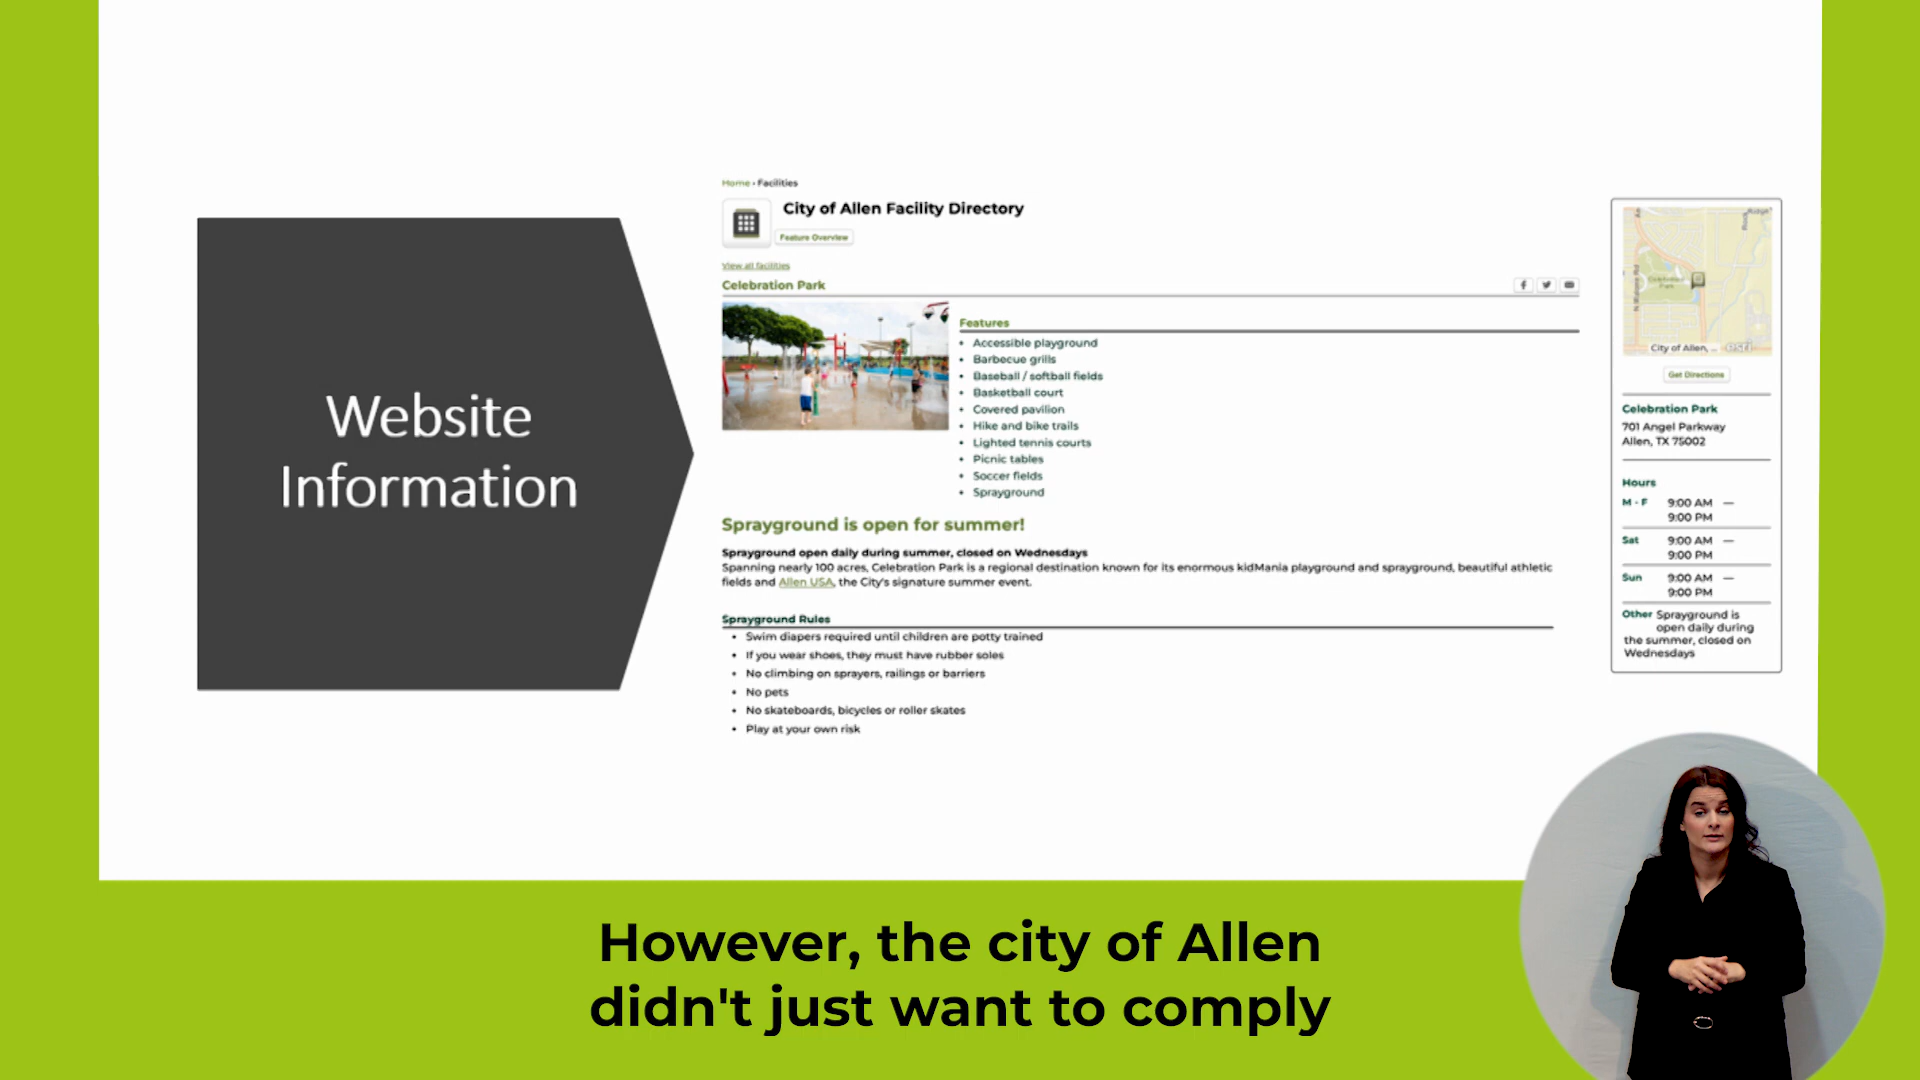 Website
Information
Home › Facilities
City of Allen Facility Directory
Feature Overview
View all facilities
Celebration Park
Features
• Accessible playground
• Barbecue grills
• Baseball / softball fields
• Basketball court
• Covered pavilion
• Hike and bike trails
• Lighted tennis courts
• Picnic tables
• Soccer fields
• Sprayground
Sprayground is open for summer!
Sprayground open daily during summer, closed on Wednesdays
Spanning nearly 100 acres, Celebration Park is a regional destination known for its enormous kidMania playground and sprayground, beautiful athletic
fields and Allen USA, the City's signature summer event.
Sprayground Rules
• Swim diapers required until children are potty trained
• If you wear shoes, they must have rubber soles
• No climbing on sprayers, railings or barriers
• No pets
• No skateboards, bicycles or roller skates
• Play at your own risk
Celebration
Park
City of Allen, ... esri
Get Directions
Celebration Park
701 Angel Parkway
Allen, TX 75002
Hours
M - F 9:00 AM —
9:00 PM
Sat 9:00 AM —
9:00 PM
Sun 9:00 AM —
9:00 PM
Other Sprayground is
open daily during
the summer, closed on
Wednesdays
However, the city of Allen
didn't just want to comply